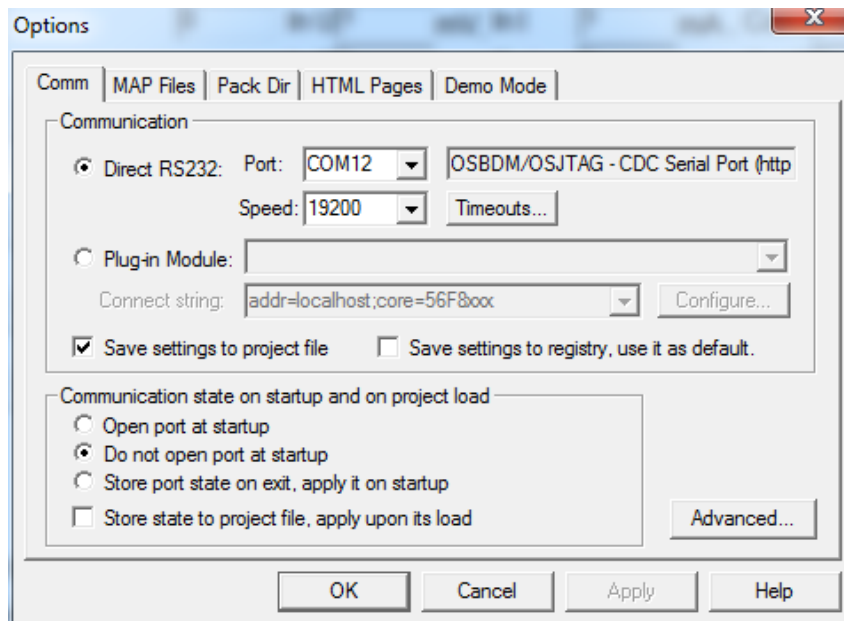 Options
Comm MAP Files Pack Dir HTML Pages Demo Mode
Communication
Direct RS232: Port: COM12 OSBDM/OSJTAG - CDC Serial Port (http
Speed: 19200 Timeouts...
Plug-in Module:
Connect string: addr=localhost;core=56F8xxx Configure...
Save settings to project file Save settings to registry, use it as default.
Communication state on startup and on project load
Open port at startup
Do not open port at startup
Store port state on exit, apply it on startup
Store state to project file, apply upon its load Advanced...
OK Cancel Apply Help